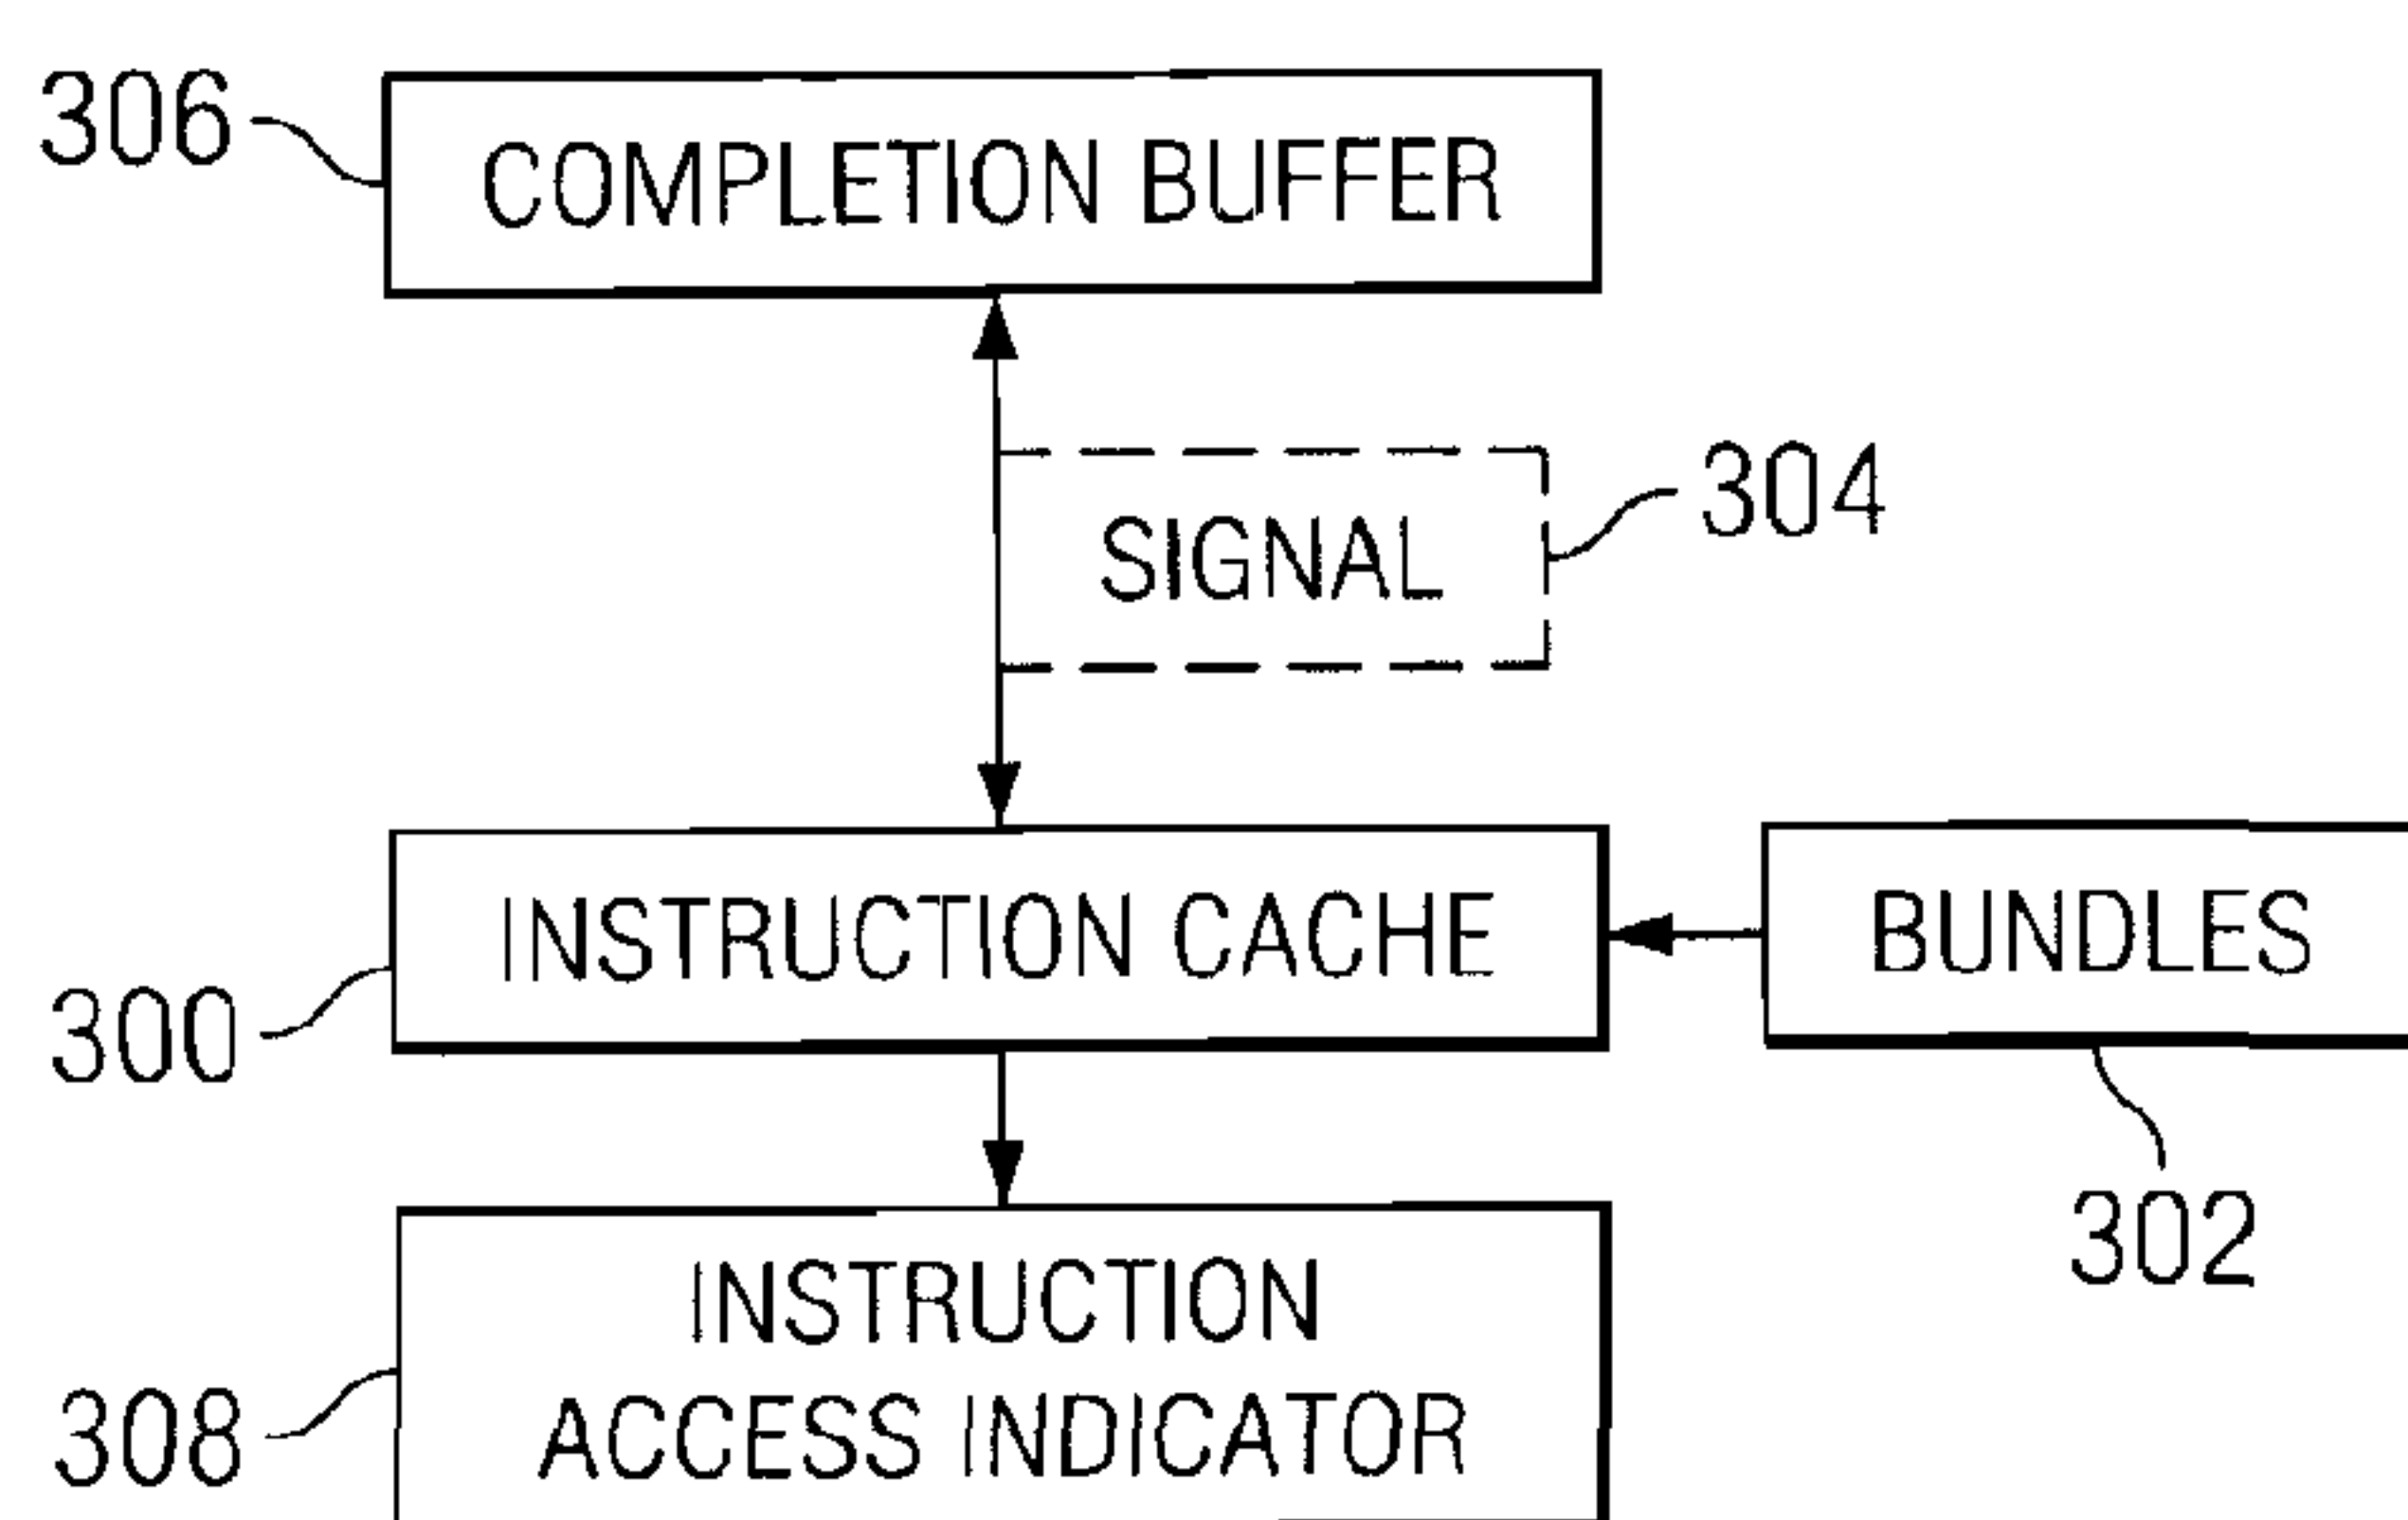 306
COMPLETION BUFFER
SIGNAL
304
INSTRUCTION CACHE
BUNDLES
300
302
INSTRUCTION
ACCESS INDICATOR
308